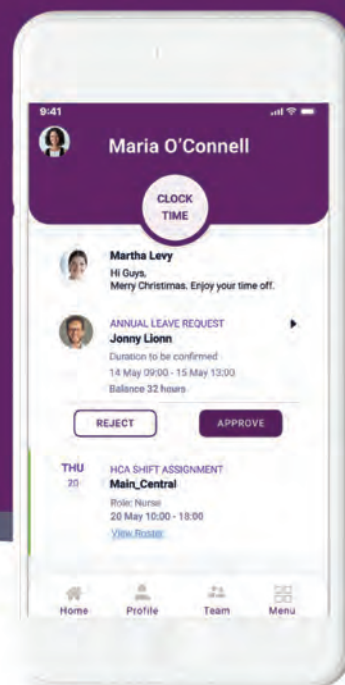 9:41
Maria O'Connell
CLOCK
TIME
Martha Levy
Hi Guys,
Merry Christimas. Enjoy your time off.
ANNUAL LEAVE REQUEST
Jonny Lionn
Duration to be confirmed
14 May 09:00 - 15 May 13:00
Balance 32 hours
REJECT
APPROVE
THU
20
HCA SHIFT ASSIGNMENT
Main_Central
Role: Nurse
20 May 10:00 - 18:00
View Roster
Home Profile Team Menu